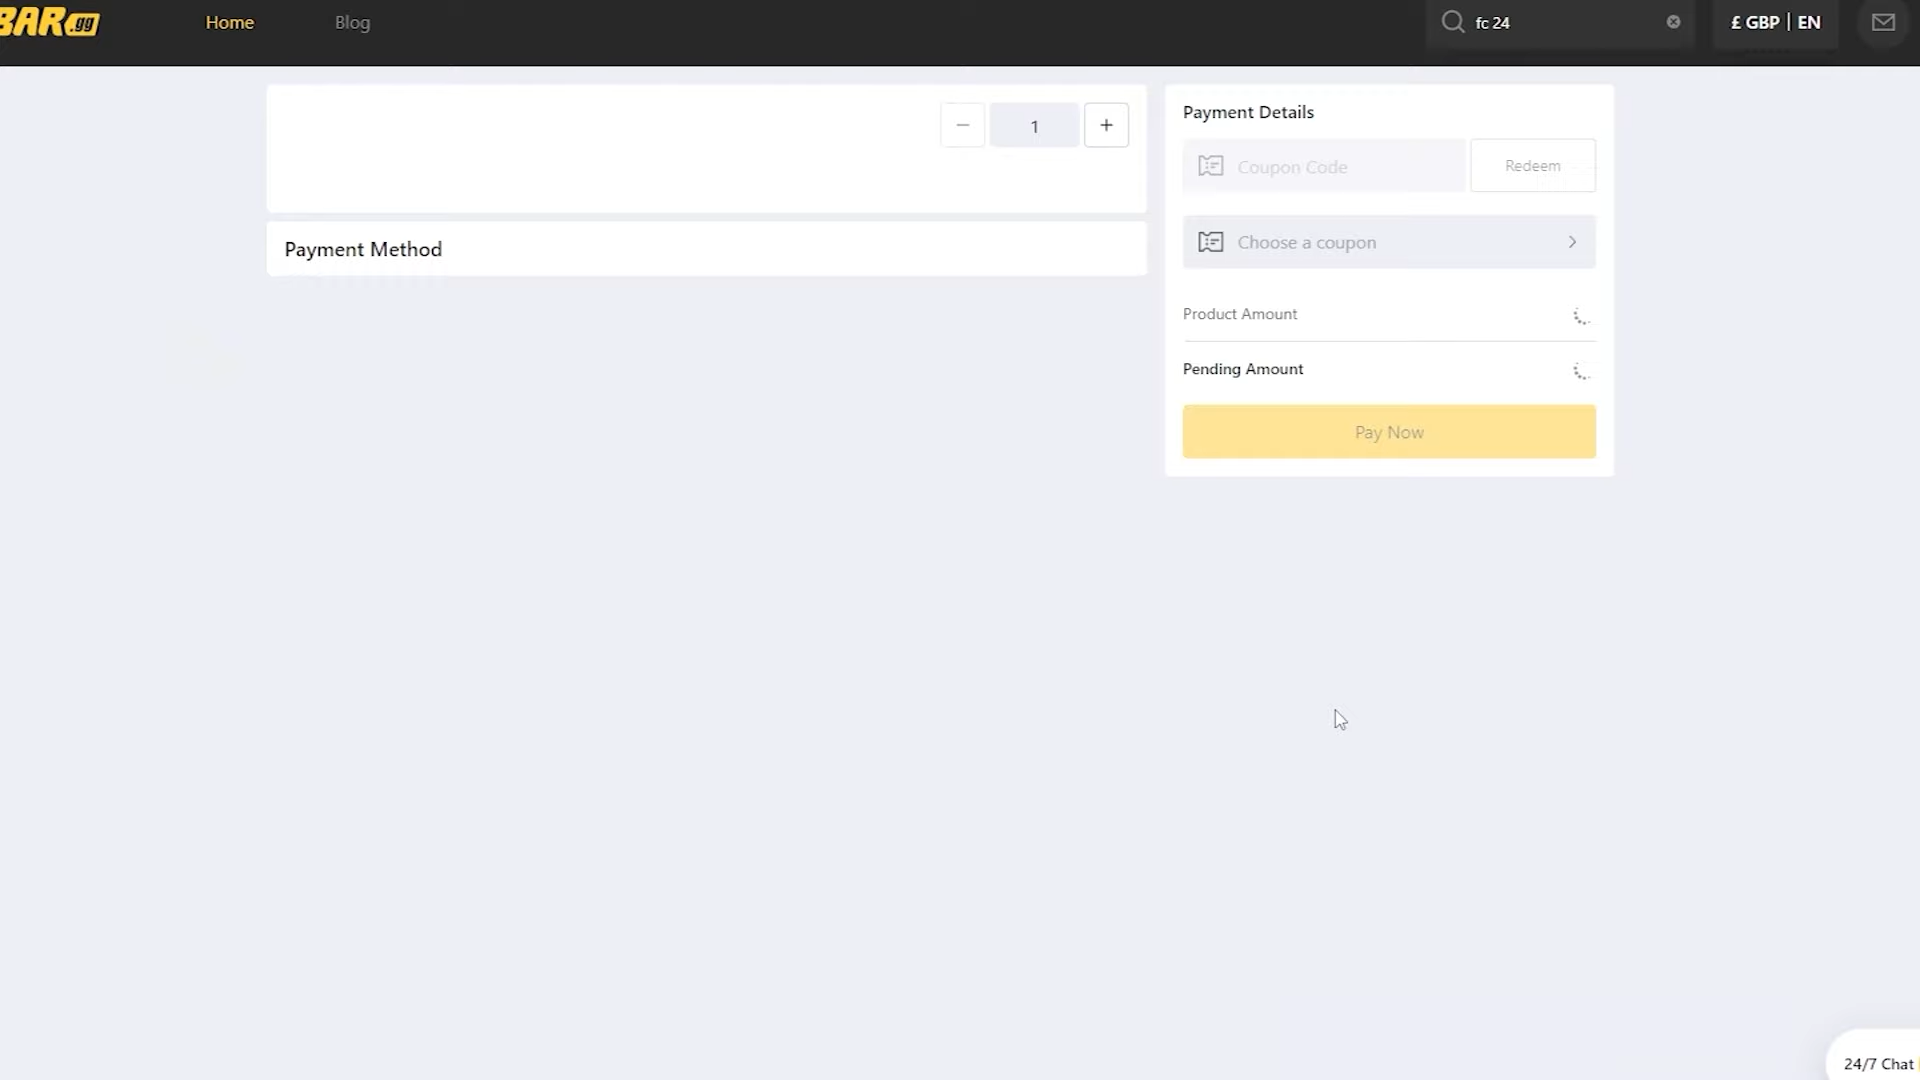 BAR.gg
Home
Blog
fc 24
£ GBP | EN
1
Payment Details
Coupon Code
Redeem
Choose a coupon
Product Amount
Pending Amount
Pay Now
Payment Method
24/7 Chat